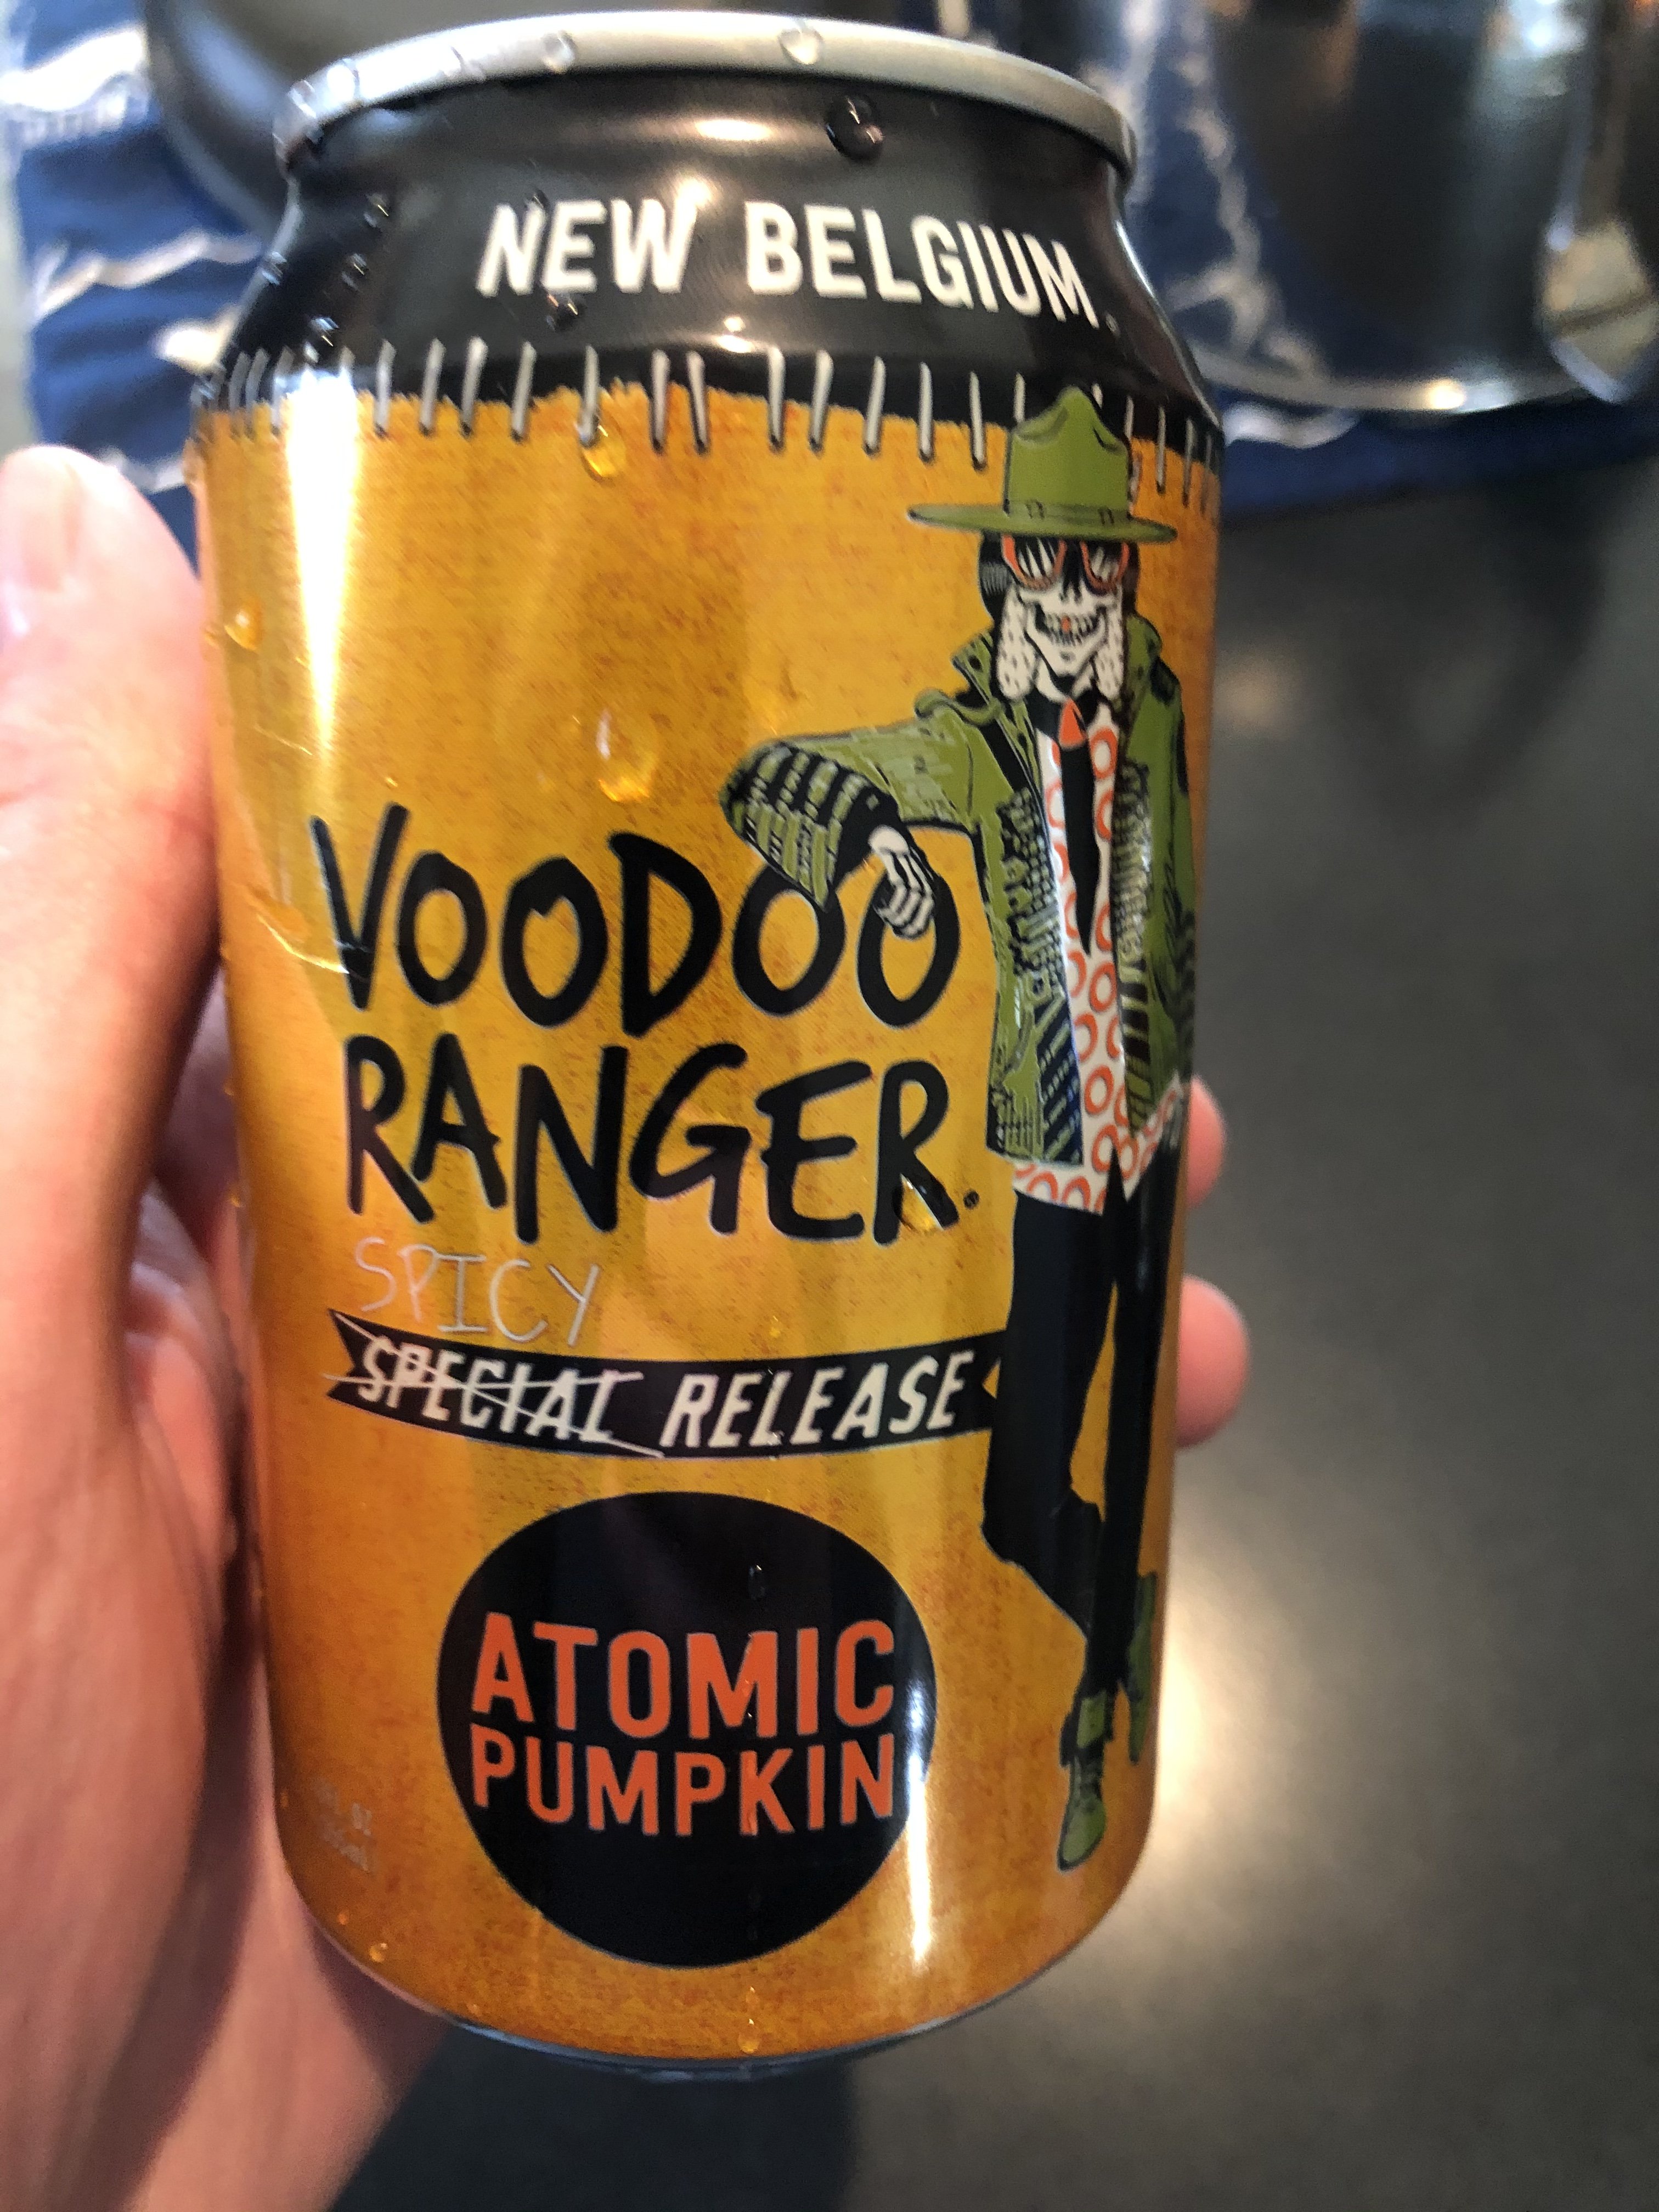 NEW BELGIUM
VOODOO
RANGER
SPICY
SPECIAL RELEASE
ATOMIC
PUMPKIN